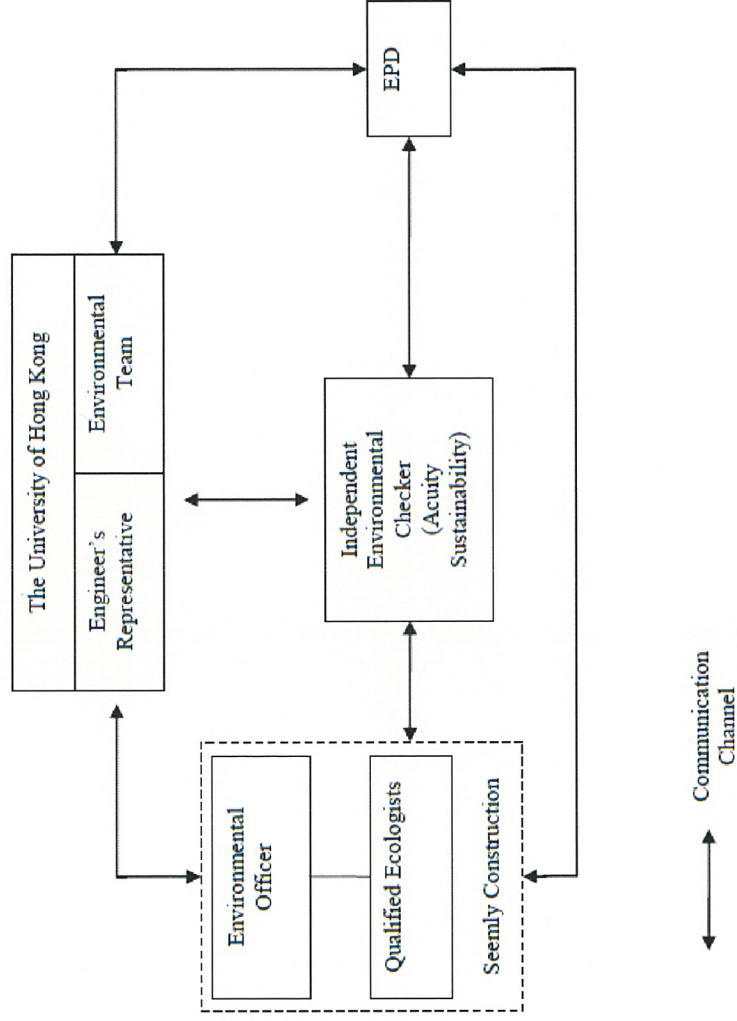 The University of Hong Kong
Engineer's
Representative
Environmental
Team
Environmental
Officer
Qualified Ecologists
Seemly Construction
Independent
Environmental
Checker
(Acuity
Sustainability)
EPD
Communication
Channel